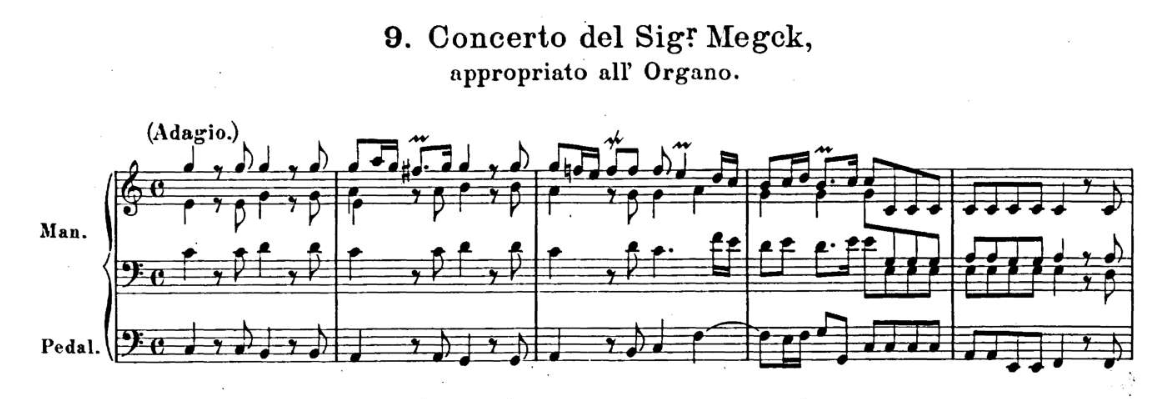 9. Concerto del Sigr. Megck,
appropriato all' Organo.
(Adagio.)
Man.
Pedal.